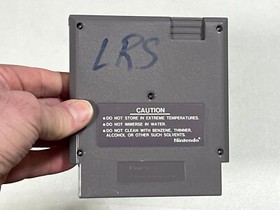 LRS
CAUTION
• DO NOT STORE IN EXTREME TEMPERATURES.
• DO NOT IMMERSE IN WATER.
• DO NOT CLEAN WITH BENZENE, THINNER,
ALCOHOL OR OTHER SUCH SOLVENTS.
Nintendo